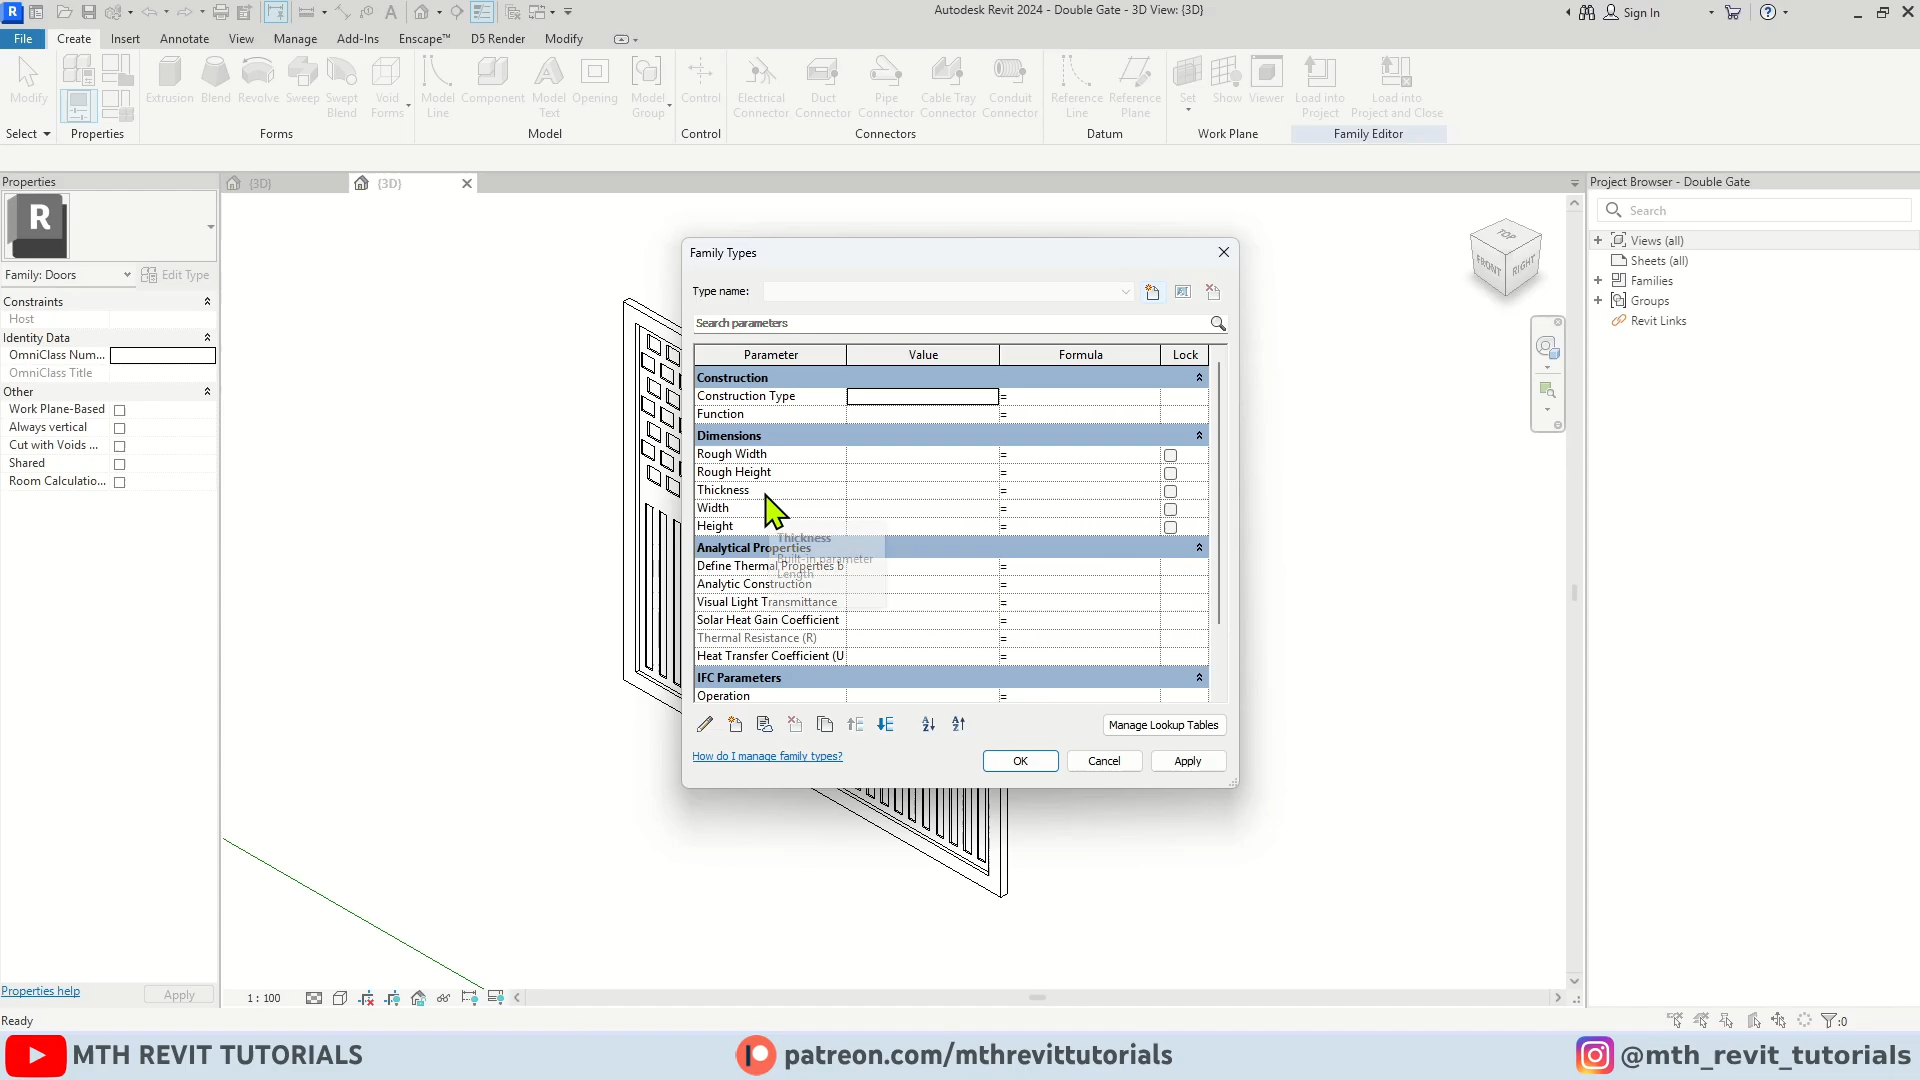 Autodesk Revit 2024 - Double Gate - 3D View: {3D}
Sign In
File Create Insert Annotate View Manage Add-Ins Enscape™ D5 Render Modify
Modify
Extrusion Blend Revolve Sweep Swept Blend Void Forms
Model Line Component Model Text Opening Model Group
Control
Electrical Connector Duct Connector Pipe Connector Cable Tray Connector Conduit Connector
Reference Line Reference Plane
Set Show Viewer
Load into Project Load into Project and Close
Select Properties Forms Model Control Connectors Datum Work Plane Family Editor
Properties
{3D}
{3D}
Project Browser - Double Gate
R
Search
Family: Doors
Edit Type
Constraints
Host
Identity Data
OmniClass Num...
OmniClass Title
Other
Work Plane-Based
Always vertical
Cut with Voids ...
Shared
Room Calculatio...
Views (all)
Sheets (all)
Families
Groups
Revit Links
TOP
FRONT
RIGHT
Family Types
Type name:
Search parameters
Parameter Value Formula Lock
Construction
Construction Type =
Function =
Dimensions
Rough Width =
Rough Height =
Thickness =
Width =
Height =
Thickness
Built-in parameter
Length
Analytical Properties
Define Thermal Properties b =
Analytic Construction =
Visual Light Transmittance =
Solar Heat Gain Coefficient =
Thermal Resistance (R) =
Heat Transfer Coefficient (U =
IFC Parameters
Operation =
Manage Lookup Tables
How do I manage family types?
OK Cancel Apply
Properties help
Apply
1 : 100
Ready
:0
MTH REVIT TUTORIALS
patreon.com/mthrevittutorials
@mth_revit_tutorials